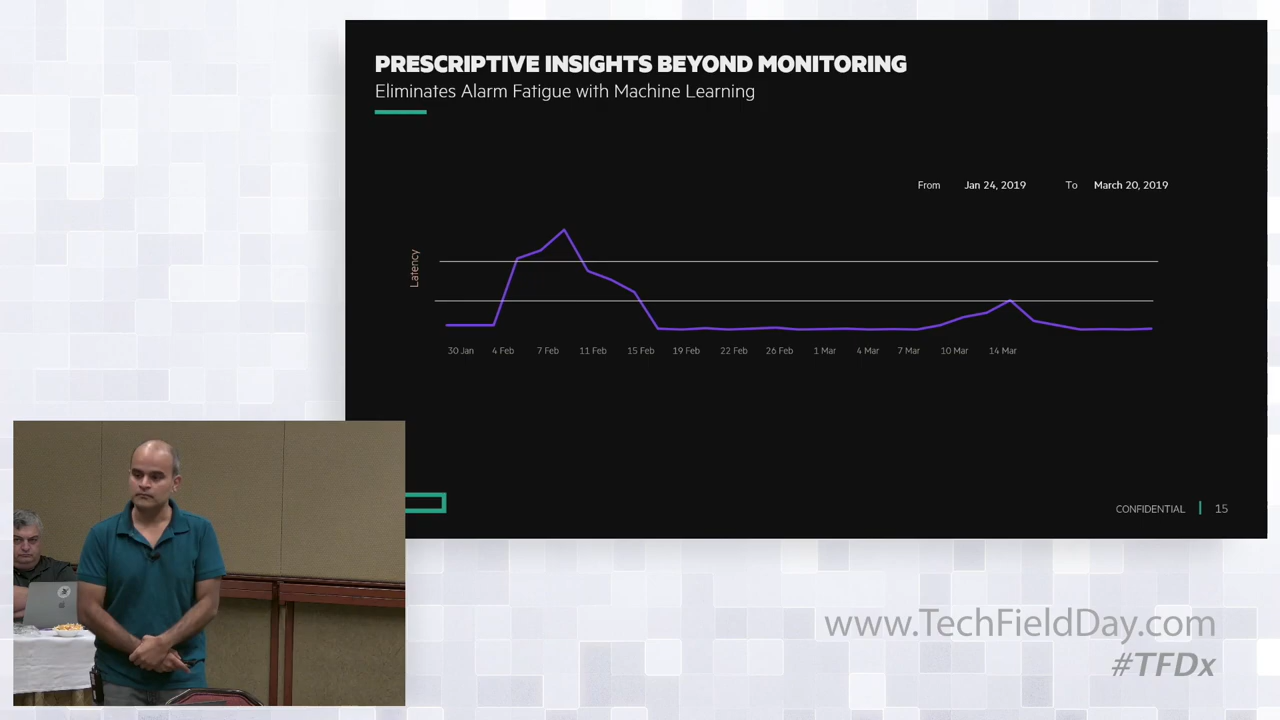 PRESCRIPTIVE INSIGHTS BEYOND MONITORING
Eliminates Alarm Fatigue with Machine Learning
From Jan 24, 2019 To March 20, 2019
Latency
30 Jan 4 Feb 7 Feb 11 Feb 15 Feb 19 Feb 22 Feb 26 Feb 1 Mar 4 Mar 7 Mar 10 Mar 14 Mar
CONFIDENTIAL 15
www.TechFieldDay.com
#TFDx